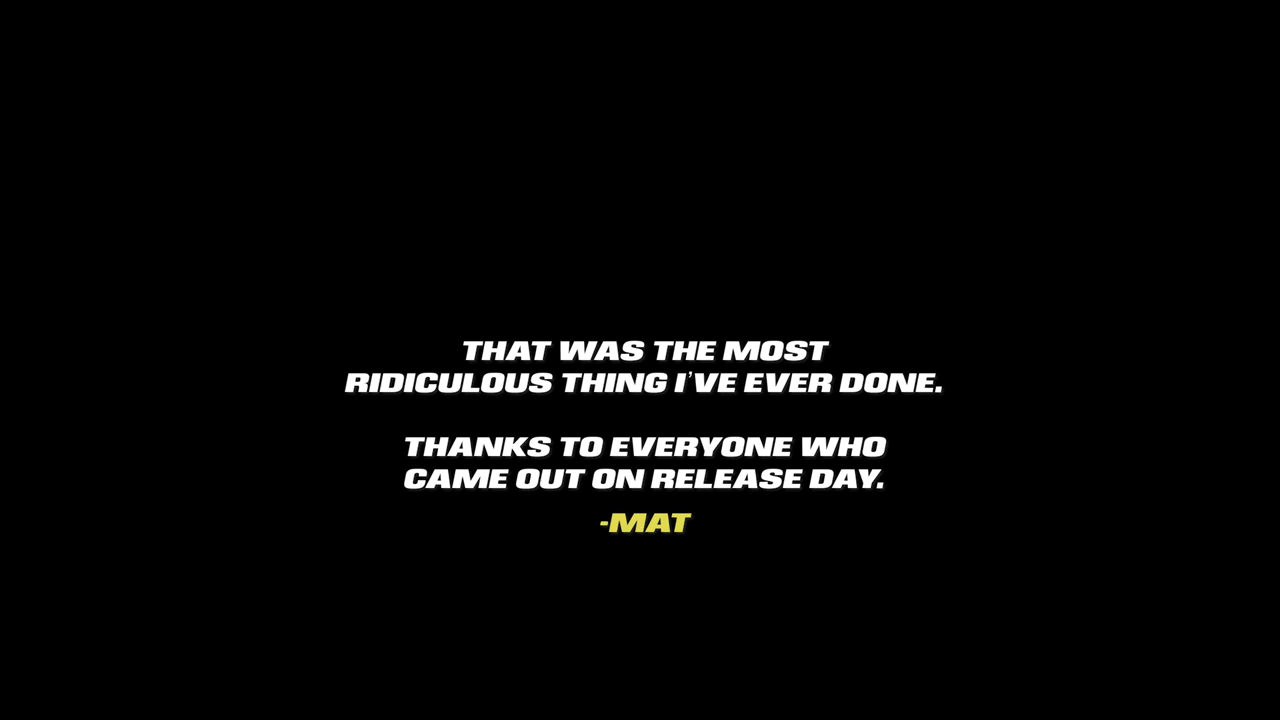 THAT WAS THE MOST
RIDICULOUS THING I'VE EVER DONE.
THANKS TO EVERYONE WHO
CAME OUT ON RELEASE DAY.
-MAT